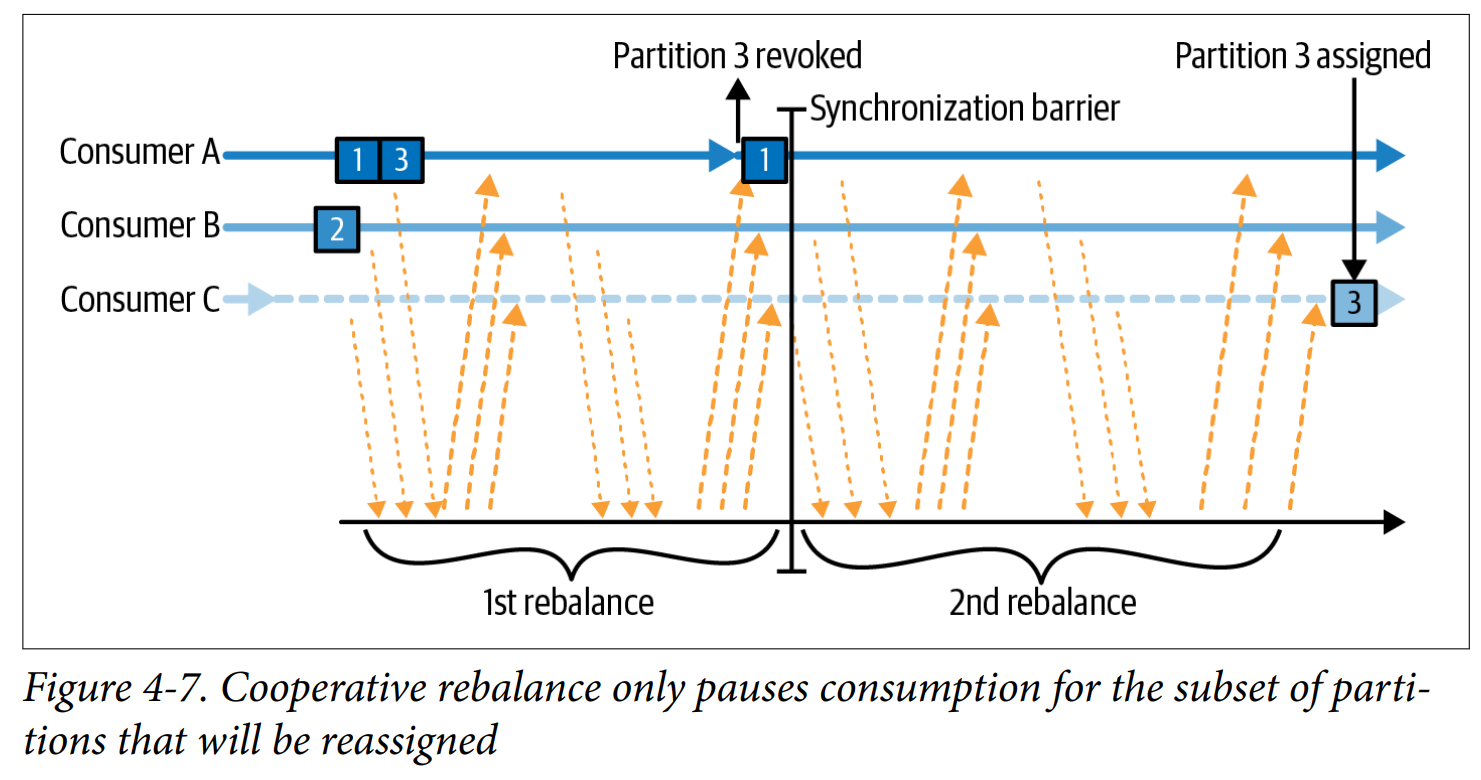 Partition 3 revoked
Partition 3 assigned
Synchronization barrier
Consumer A
1 3
1
Consumer B
2
Consumer C
3
1st rebalance
2nd rebalance
Figure 4-7. Cooperative rebalance only pauses consumption for the subset of parti-
tions that will be reassigned